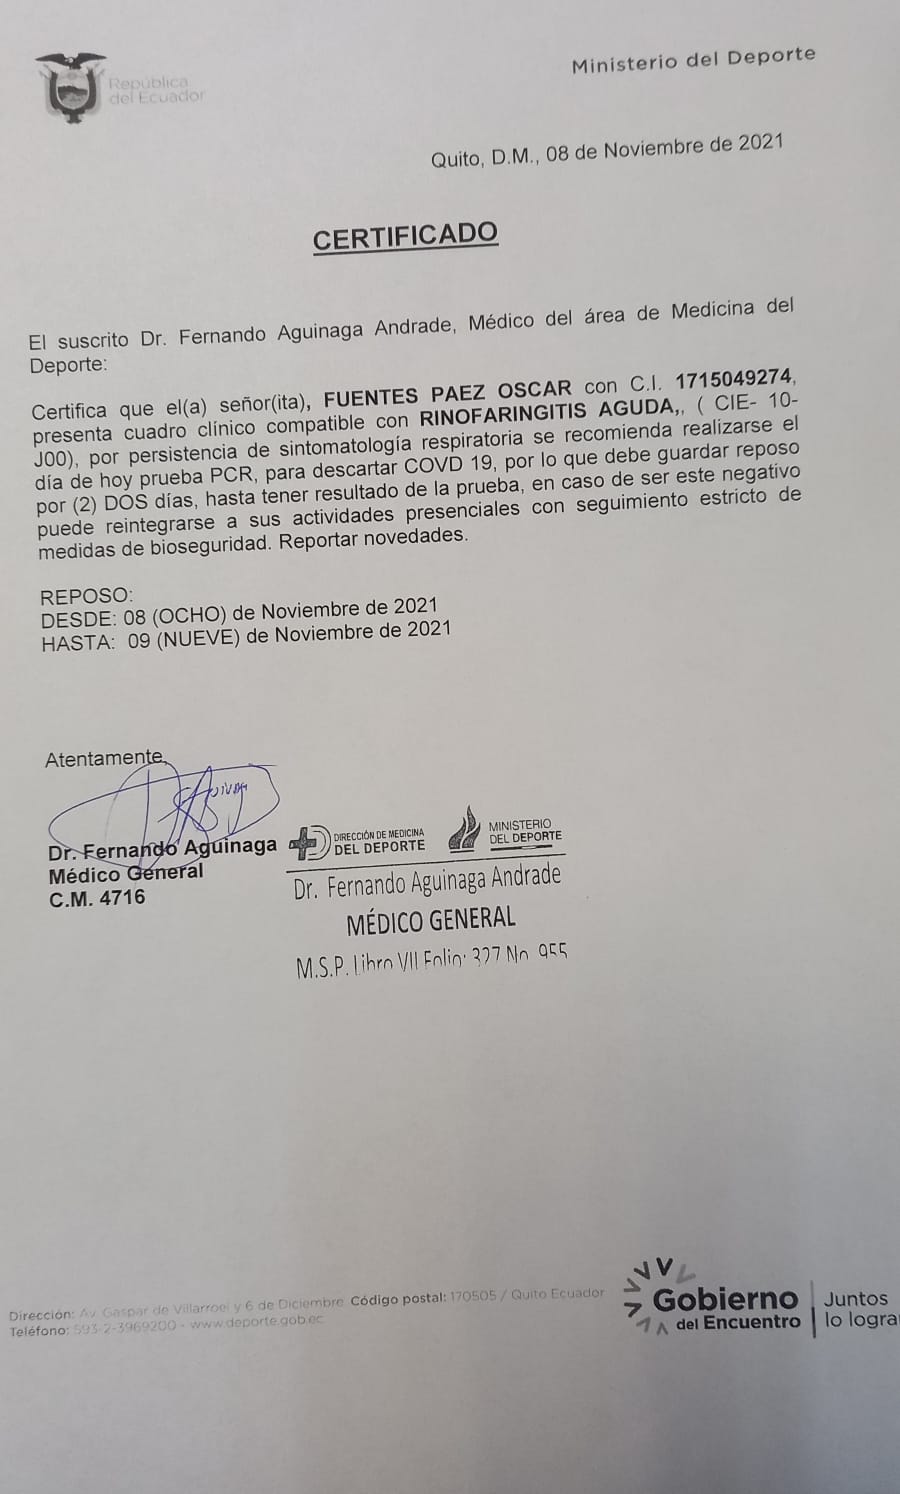 República
del Ecuador
Ministerio del Deporte
Quito, D.M., 08 de Noviembre de 2021
CERTIFICADO
El suscrito Dr. Fernando Aguinaga Andrade, Médico del área de Medicina del
Deporte:
Certifica que el(a) señor(ita), FUENTES PAEZ OSCAR con C.I. 1715049274,
presenta cuadro clínico compatible con RINOFARINGITIS AGUDA,, ( CIE- 10-
J00), por persistencia de sintomatología respiratoria se recomienda realizarse el
día de hoy prueba PCR, para descartar COVD 19, por lo que debe guardar reposo
por (2) DOS días, hasta tener resultado de la prueba, en caso de ser este negativo
puede reintegrarse a sus actividades presenciales con seguimiento estricto de
medidas de bioseguridad. Reportar novedades.
REPOSO:
DESDE: 08 (OCHO) de Noviembre de 2021
HASTA: 09 (NUEVE) de Noviembre de 2021
Atentamente,
Dr. Fernando Aguinaga
Médico General
C.M. 4716
DIRECCIÓN DE MEDICINA
DEL DEPORTE
MINISTERIO
DEL DEPORTE
Dr. Fernando Aguinaga Andrade
MÉDICO GENERAL
M.S.P. Libro VII Folio: 327 No. 955
Dirección: Av. Gaspar de Villarroel y 6 de Diciembre Código postal: 170505 / Quito Ecuador
Teléfono: 593-2-3969200 - www.deporte.gob.ec
Gobierno
del Encuentro
Juntos
lo logra